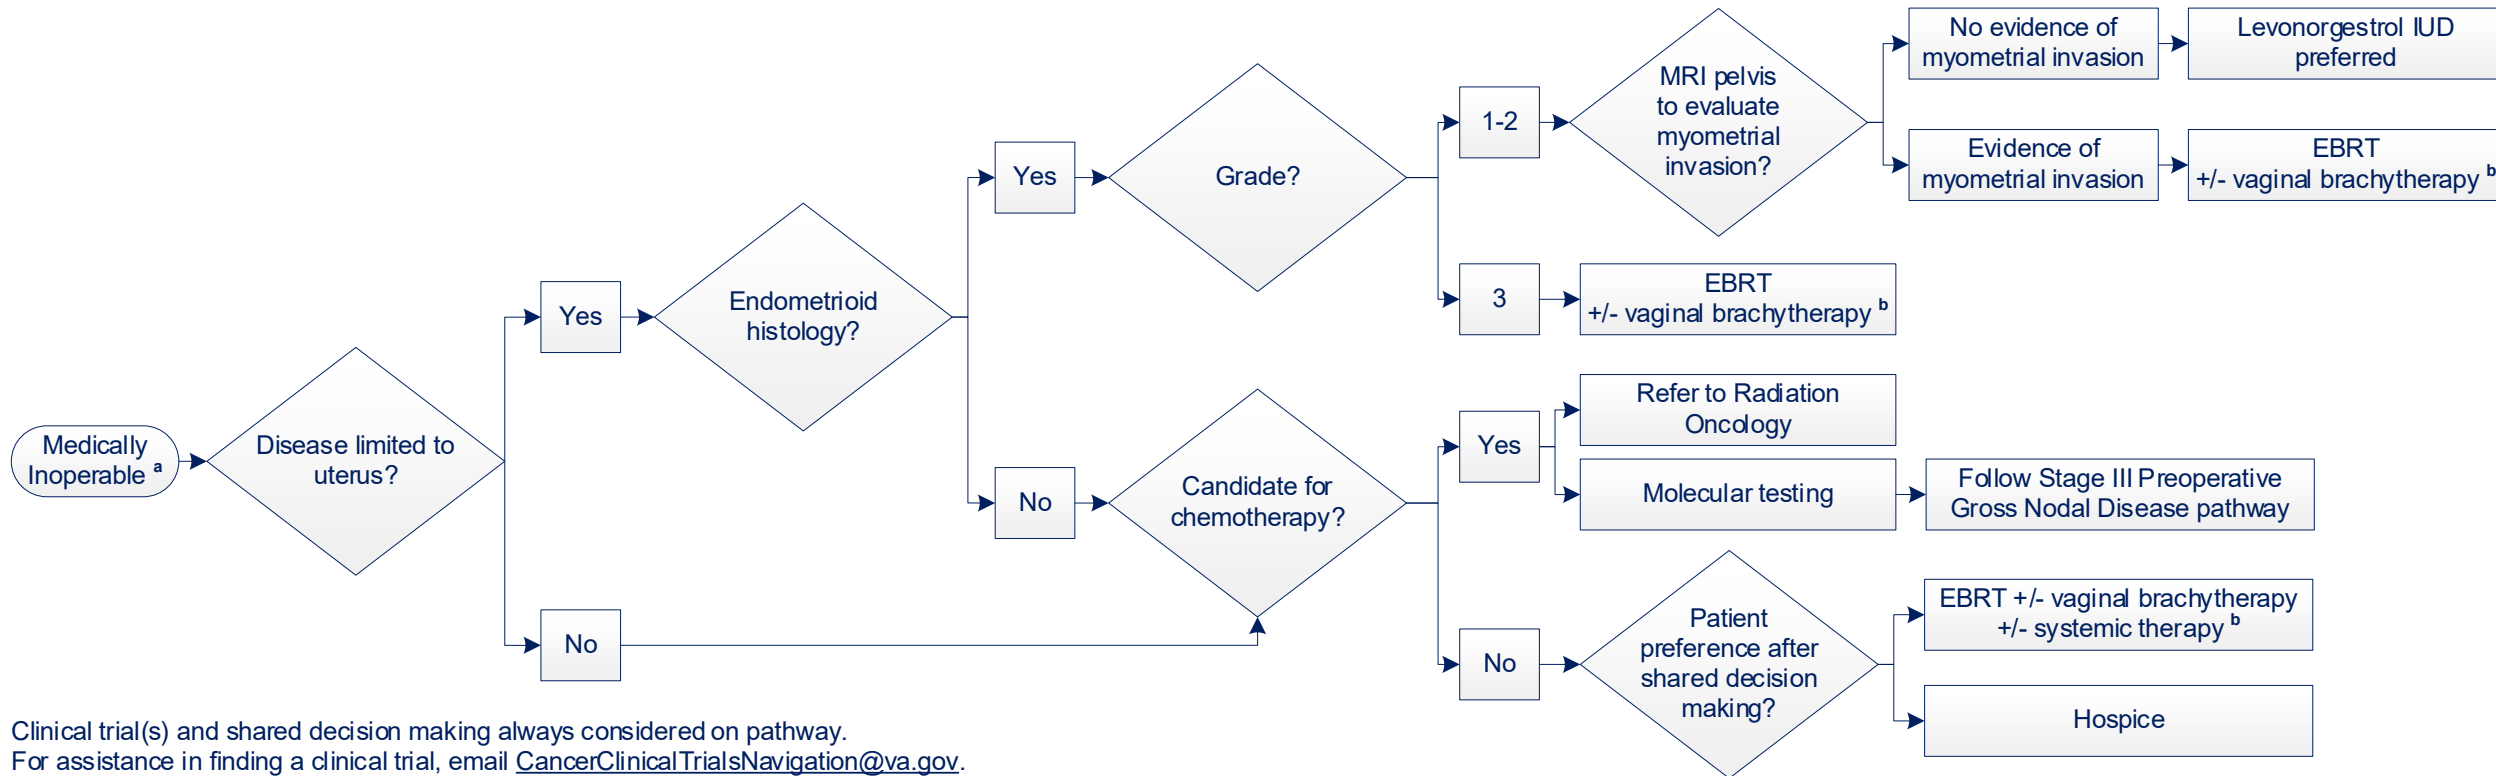 Medically
Inoperable a
Disease limited to
uterus?
Yes
No
Endometrioid
histology?
Yes
No
Grade?
1-2
3
MRI pelvis
to evaluate
myometrial
invasion?
No evidence of
myometrial invasion
Levonorgestrol IUD
preferred
Evidence of
myometrial invasion
EBRT
+/- vaginal brachytherapy b
EBRT
+/- vaginal brachytherapy b
Candidate for
chemotherapy?
Yes
No
Refer to Radiation
Oncology
Molecular testing
Follow Stage III Preoperative
Gross Nodal Disease pathway
Patient
preference after
shared decision
making?
EBRT +/- vaginal brachytherapy
+/- systemic therapy b
Hospice
Clinical trial(s) and shared decision making always considered on pathway.
For assistance in finding a clinical trial, email CancerClinicalTrialsNavigation@va.gov.